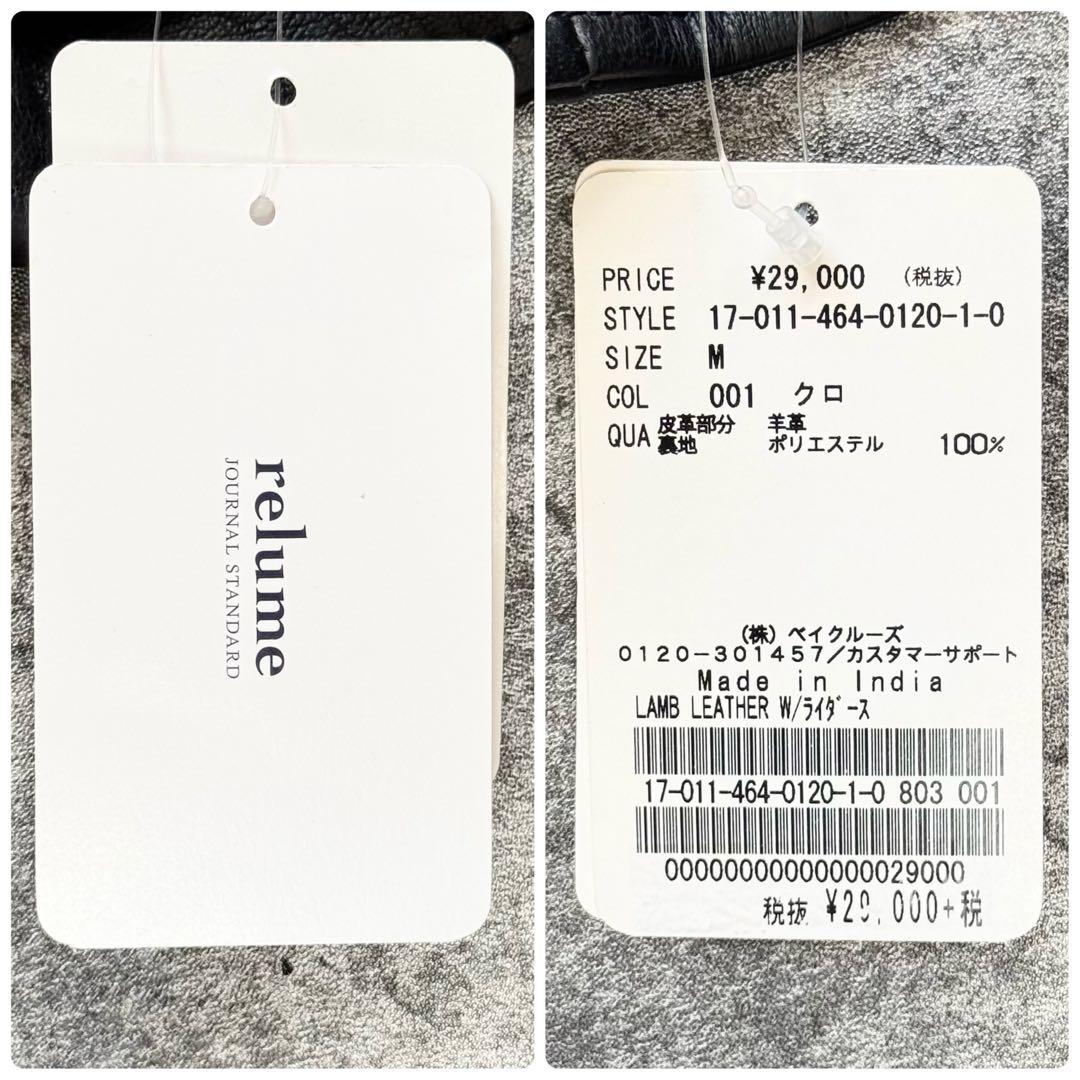 relume
JOURNAL STANDARD
PRICE ¥29,000 (税抜)
STYLE 17-011-464-0120-1-0
SIZE M
COL 001 クロ
QUA 皮革部分 羊革
裏地 ポリエステル 100%
(株) ベイクルーズ
0120-301457/カスタマーサポート
Made in India
LAMB LEATHER W/ﾗｲﾀﾞｰｽ
17-011-464-0120-1-0 803 001
00000000000000029000
税抜 ¥29,000+税